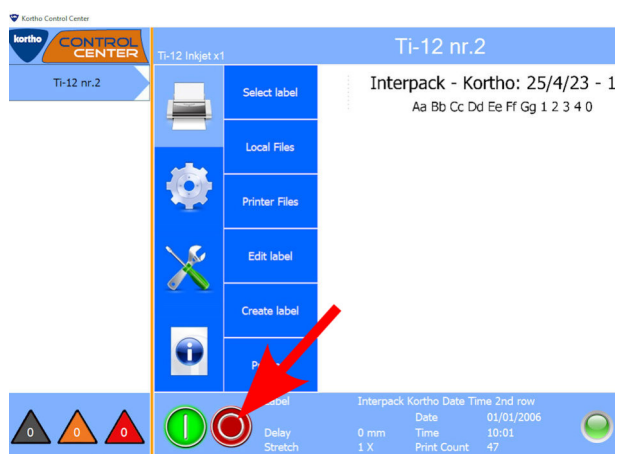 Kortho Control Center
kortho
CONTROL
CENTER
Ti-12 Inkjet x1
Ti-12 nr.2
Ti-12 nr.2
Select label
Local Files
Printer Files
Edit label
Create label
Interpack - Kortho: 25/4/23 - 1
Aa Bb Cc Dd Ee Ff Gg 1 2 3 4 0
Label Interpack Kortho Date Time 2nd row
Date 01/01/2006
Delay 0 mm Time 10:01
Stretch 1 X Print Count 47
0 0 0